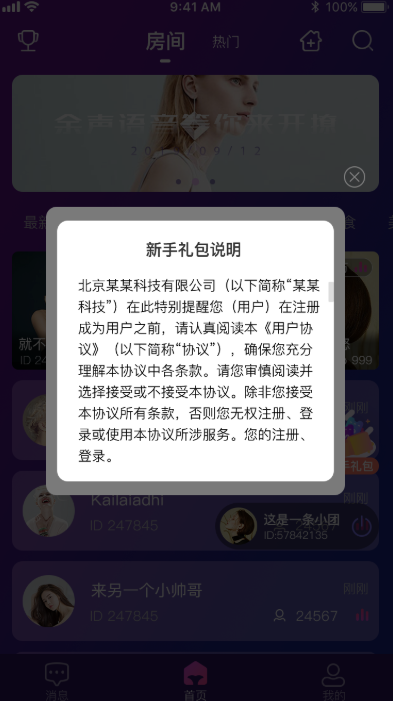 9:41 AM
100%
房间
热门
金声语音等你来开撩
2017/09/12
最新
食
新手礼包说明
北京某某科技有限公司（以下简称“某某
科技”）在此特别提醒您（用户）在注册
成为用户之前，请认真阅读本《用户协
议》（以下简称“协议”），确保您充分
理解本协议中各条款。请您审慎阅读并
选择接受或不接受本协议。除非您接受
本协议所有条款，否则您无权注册、登
录或使用本协议所涉服务。您的注册、
登录。
就不
ID 24
999
刚刚
手礼包
Kailaiadhi
刚刚
ID 247845
这是一条小团
ID:57842135
来另一个小帅哥
刚刚
ID 247845
24567
消息
首页
我的